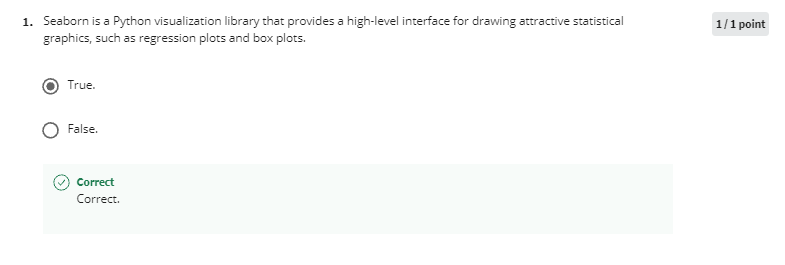 1. Seaborn is a Python visualization library that provides a high-level interface for drawing attractive statistical
graphics, such as regression plots and box plots.
1 / 1 point
True.
False.
Correct
Correct.